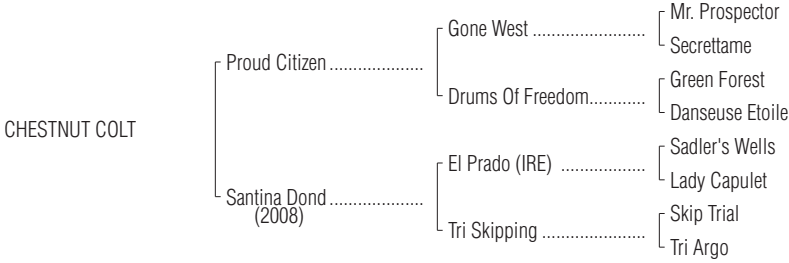 Mr. Prospector
Gone West ........................
Secrettame
Proud Citizen ....................
Green Forest
Drums Of Freedom............
Danseuse Etoile
CHESTNUT COLT
Sadler's Wells
El Prado (IRE) ..................
Lady Capulet
Santina Dond ....................
(2008)
Skip Trial
Tri Skipping ......................
Tri Argo